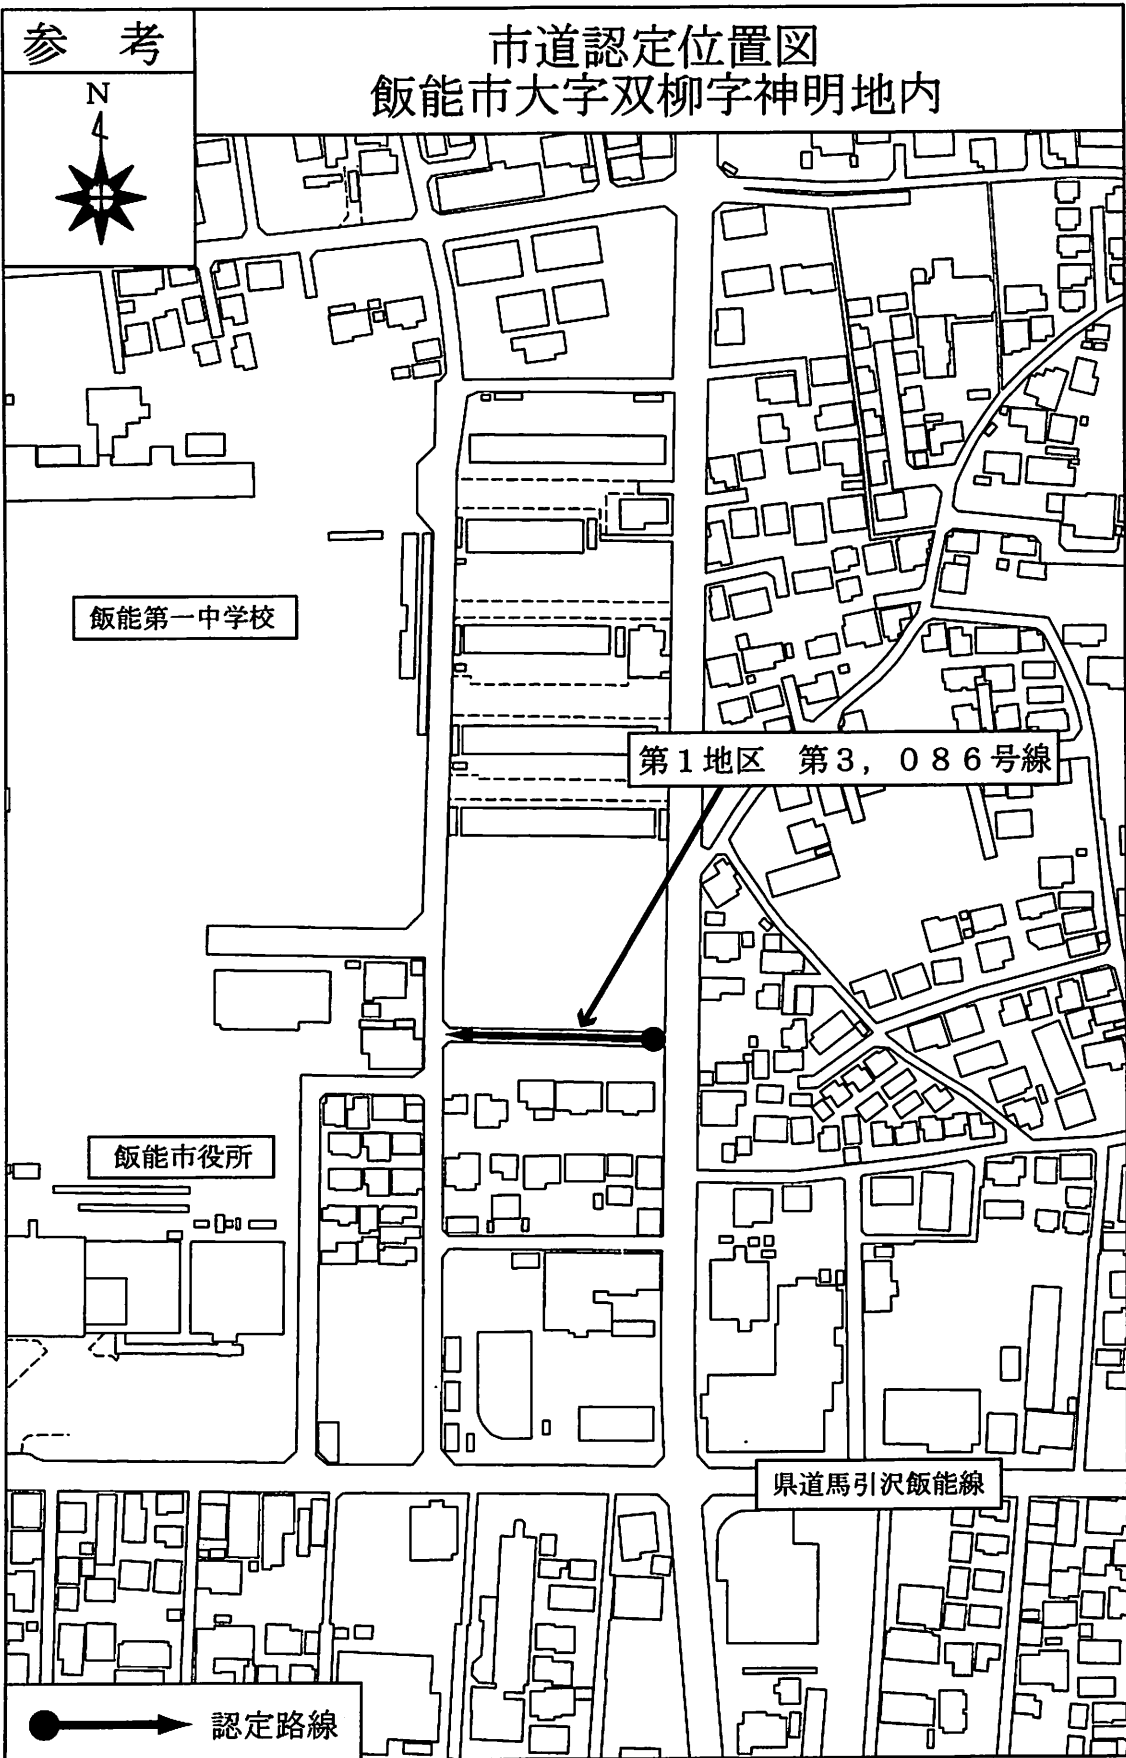 参 考
市道認定位置図
飯能市大字双柳字神明地内
N
飯能第一中学校
第1地区 第3,086号線
飯能市役所
県道馬引沢飯能線
認定路線